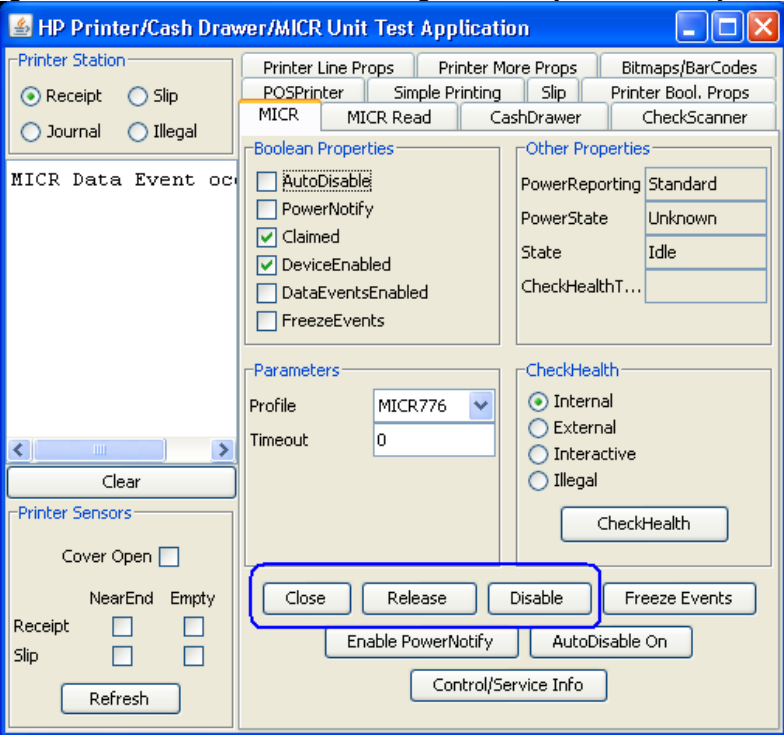 HP Printer/Cash Drawer/MICR Unit Test Application
Printer Station
Receipt Slip
Journal Illegal
MICR Data Event oc
Clear
Printer Sensors
Cover Open
NearEnd Empty
Receipt
Slip
Refresh
Printer Line Props Printer More Props Bitmaps/BarCodes
POSPrinter Simple Printing Slip Printer Bool. Props
MICR MICR Read CashDrawer CheckScanner
Boolean Properties
AutoDisable
PowerNotify
Claimed
DeviceEnabled
DataEventsEnabled
FreezeEvents
Other Properties
PowerReporting Standard
PowerState Unknown
State Idle
CheckHealthT...
Parameters
Profile MICR776
Timeout 0
CheckHealth
Internal
External
Interactive
Illegal
CheckHealth
Close Release Disable Freeze Events
Enable PowerNotify AutoDisable On
Control/Service Info